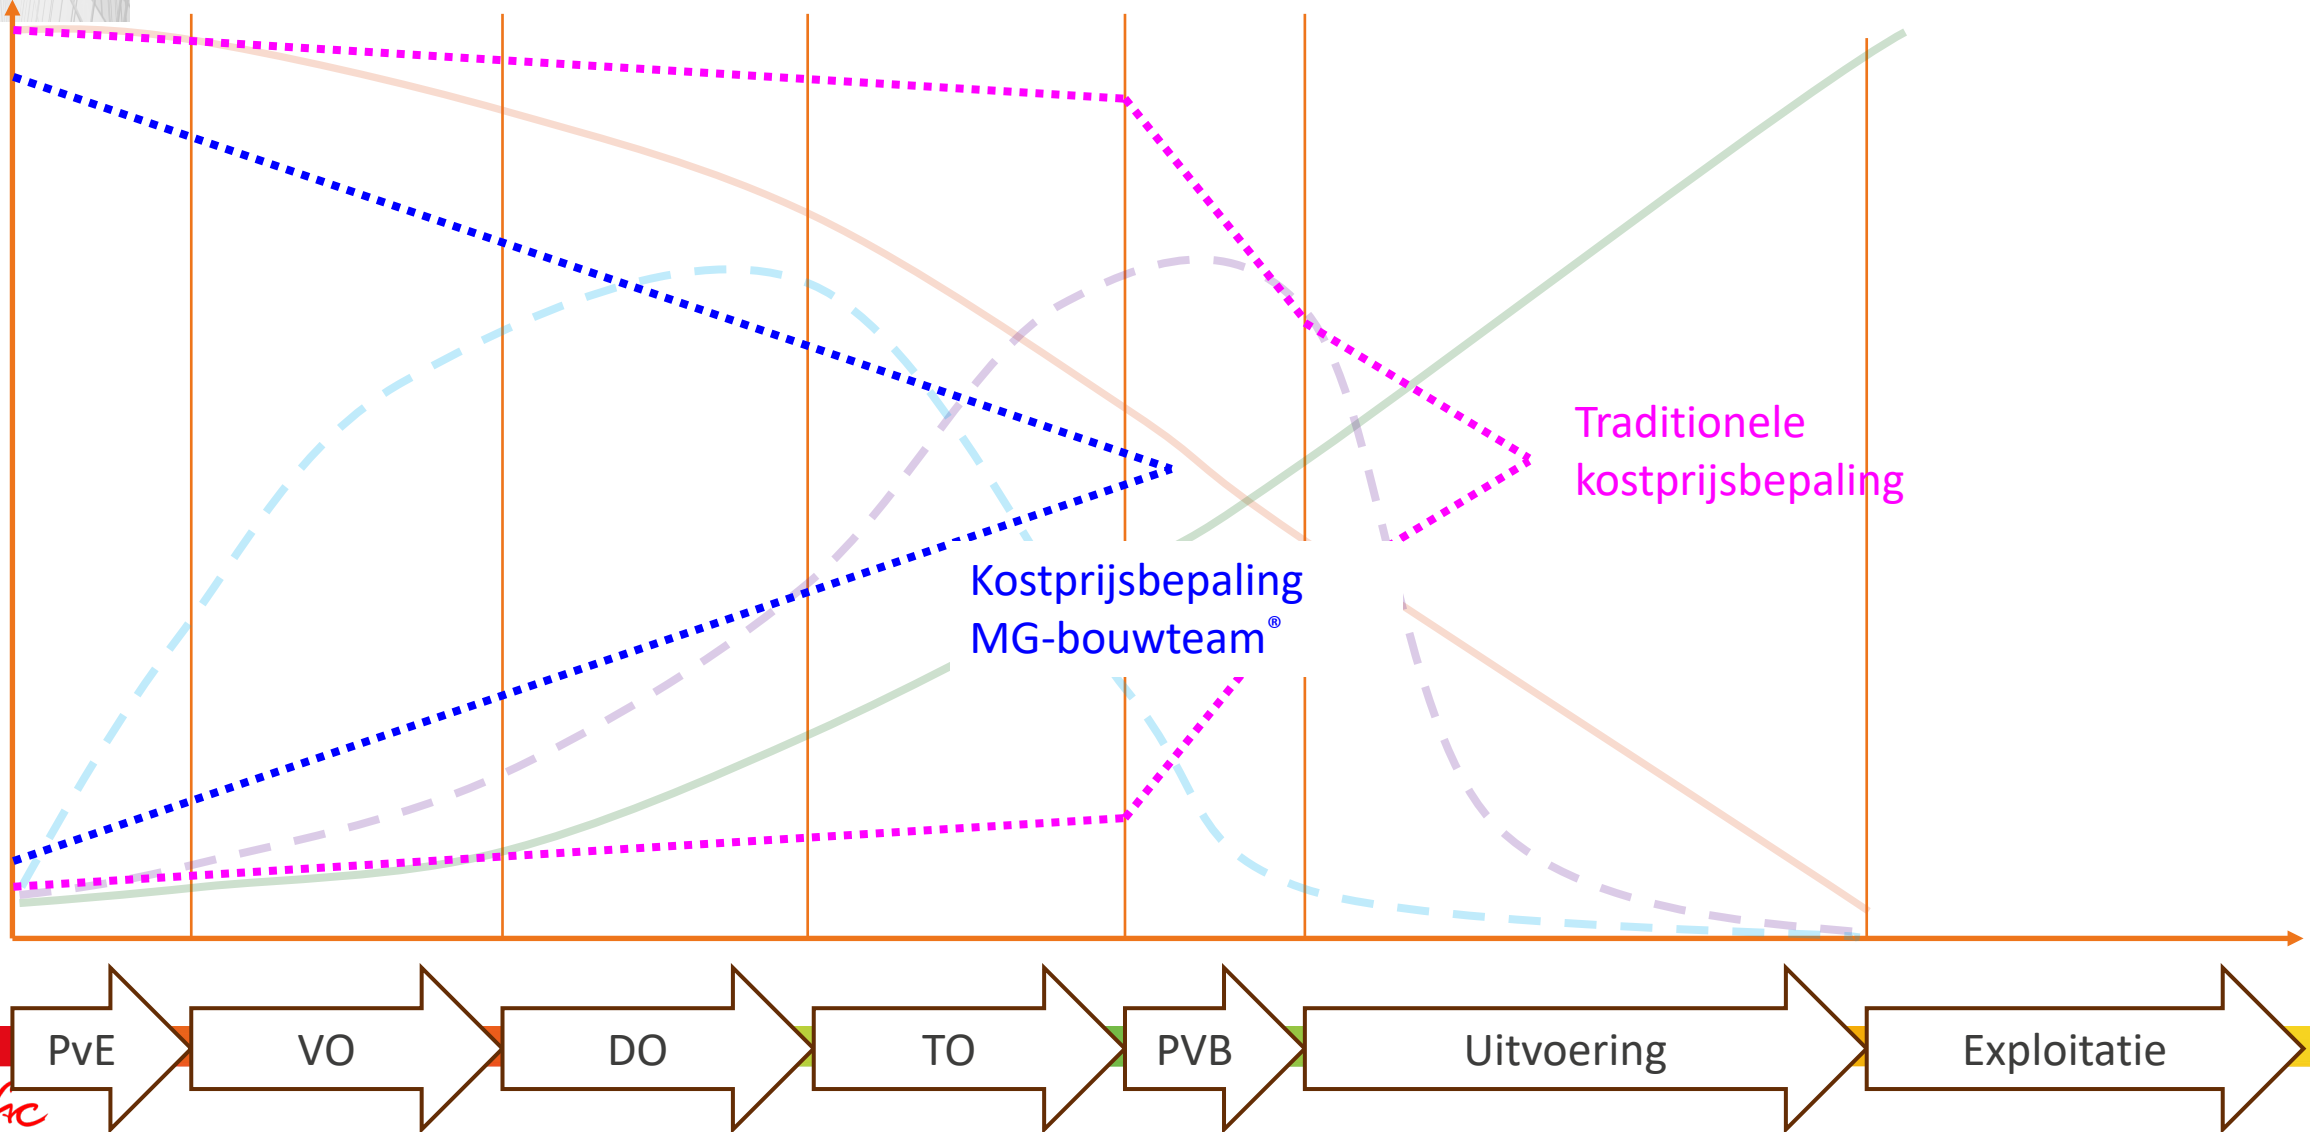 Traditionele
kostprijsbepaling
Kostprijsbepaling
MG-bouwteam®
PvE
VO
DO
TO
PVB
Uitvoering
Exploitatie